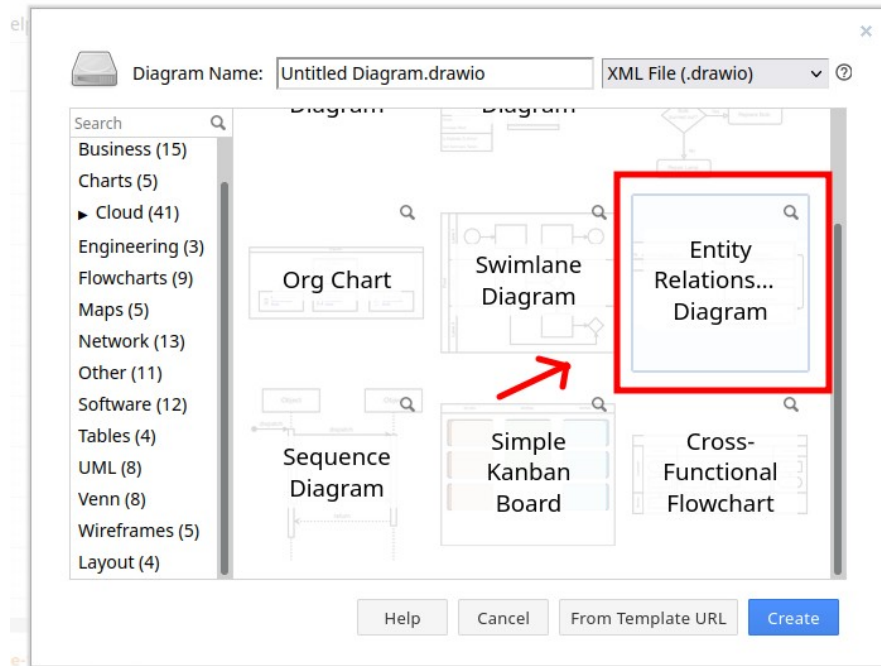 Diagram Name:
Untitled Diagram.drawio
XML File (.drawio)
Search
Business (15)
Charts (5)
Cloud (41)
Engineering (3)
Flowcharts (9)
Maps (5)
Network (13)
Other (11)
Software (12)
Tables (4)
UML (8)
Venn (8)
Wireframes (5)
Layout (4)
Diagram
Diagram
Org Chart
Swimlane
Diagram
Entity
Relations...
Diagram
Object
dispatch
dispatch
Sequence
Diagram
Simple
Kanban
Board
Cross-
Functional
Flowchart
Help
Cancel
From Template URL
Create